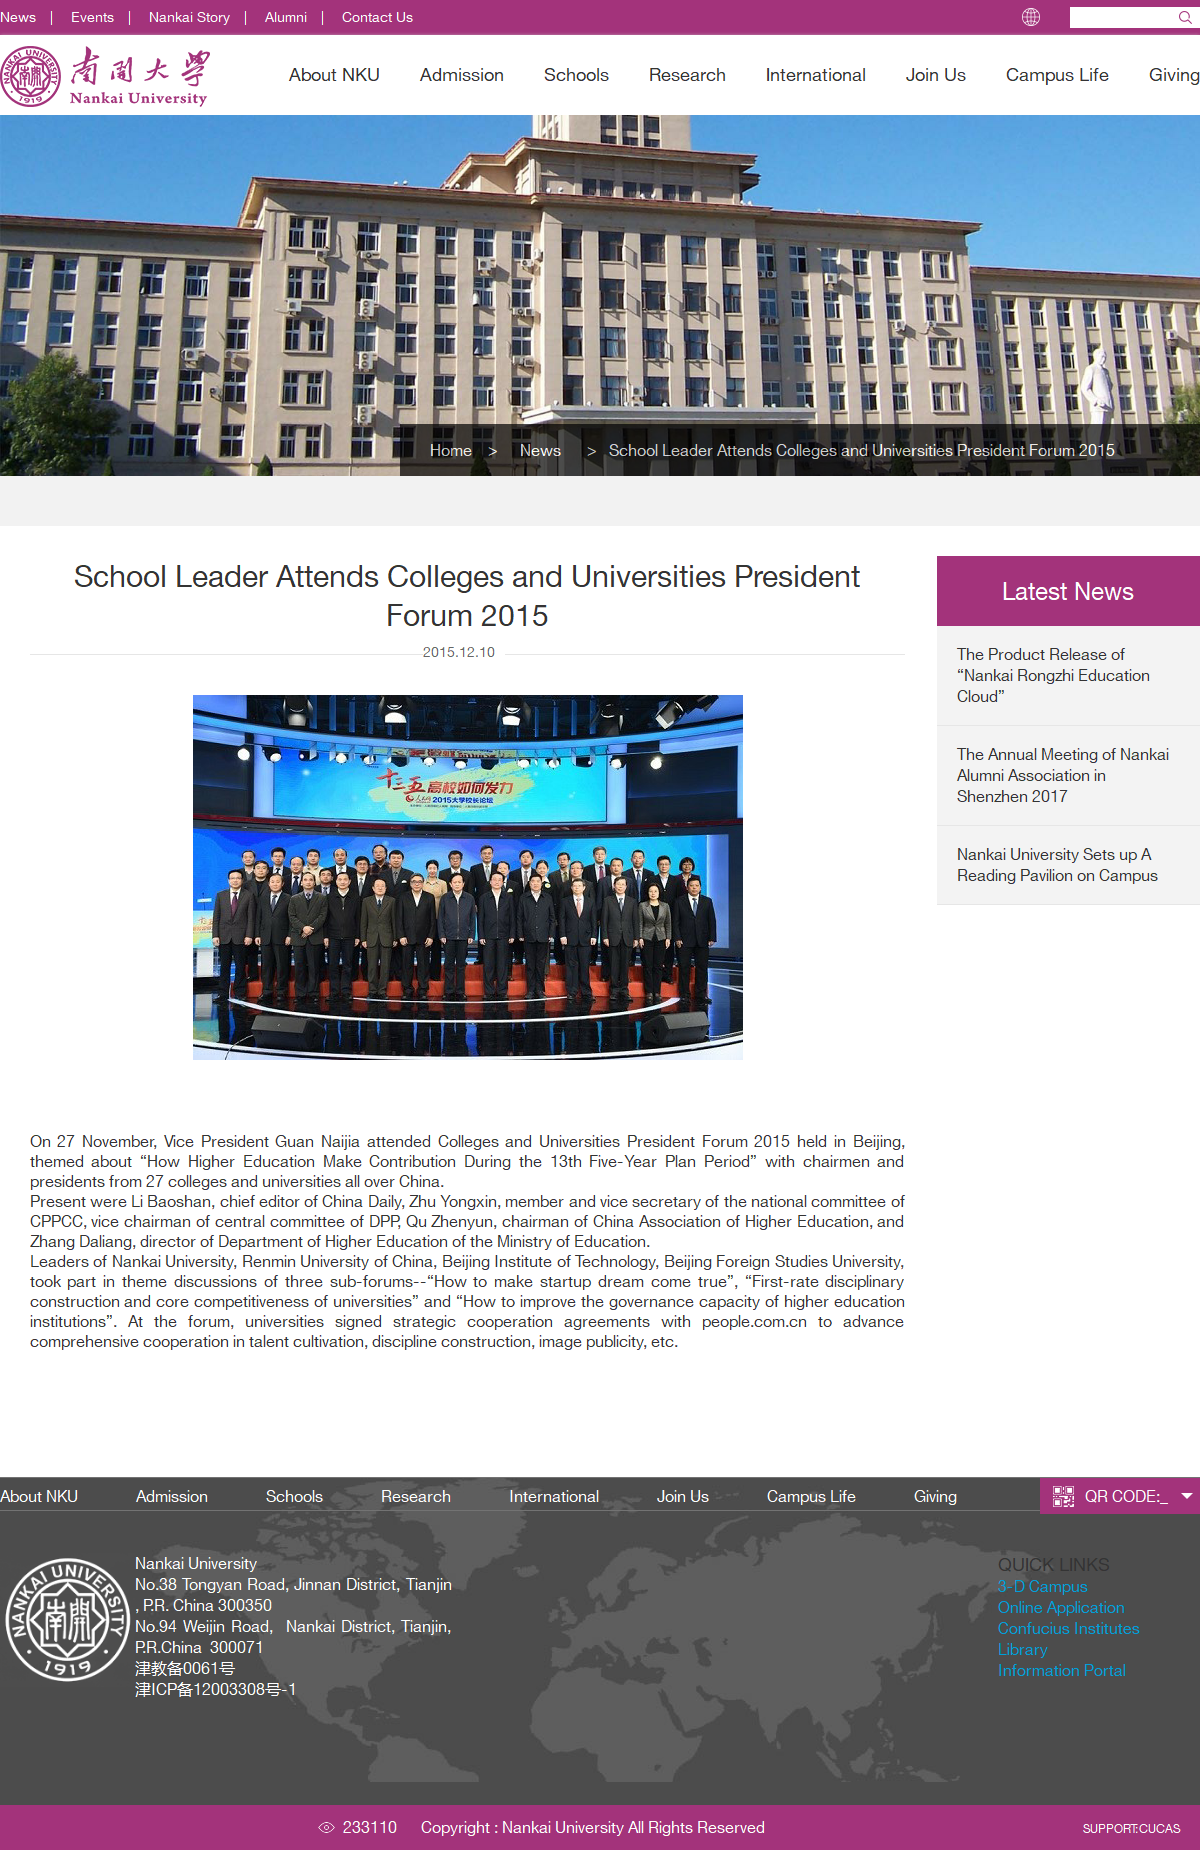 News | Events | Nankai Story | Alumni | Contact Us
南開大學
Nankai University
NANKAI UNIVERSITY
南開
1919
About NKU Admission Schools Research International Join Us Campus Life Giving
Home > News > School Leader Attends Colleges and Universities President Forum 2015
School Leader Attends Colleges and Universities President
Forum 2015
2015.12.10
十三五 高校如何发力
人民网 2015大学校长论坛
Latest News
The Product Release of
“Nankai Rongzhi Education
Cloud”
The Annual Meeting of Nankai
Alumni Association in
Shenzhen 2017
Nankai University Sets up A
Reading Pavilion on Campus
On 27 November, Vice President Guan Naijia attended Colleges and Universities President Forum 2015 held in Beijing,
themed about “How Higher Education Make Contribution During the 13th Five-Year Plan Period” with chairmen and
presidents from 27 colleges and universities all over China.
Present were Li Baoshan, chief editor of China Daily, Zhu Yongxin, member and vice secretary of the national committee of
CPPCC, vice chairman of central committee of DPP, Qu Zhenyun, chairman of China Association of Higher Education, and
Zhang Daliang, director of Department of Higher Education of the Ministry of Education.
Leaders of Nankai University, Renmin University of China, Beijing Institute of Technology, Beijing Foreign Studies University,
took part in theme discussions of three sub-forums--“How to make startup dream come true”, “First-rate disciplinary
construction and core competitiveness of universities” and “How to improve the governance capacity of higher education
institutions”. At the forum, universities signed strategic cooperation agreements with people.com.cn to advance
comprehensive cooperation in talent cultivation, discipline construction, image publicity, etc.
About NKU Admission Schools Research International Join Us Campus Life Giving
QR CODE:_
NANKAI UNIVERSITY
南開
1919
Nankai University
No.38 Tongyan Road, Jinnan District, Tianjin
, P.R. China 300350
No.94 Weijin Road, Nankai District, Tianjin,
P.R.China 300071
津教备0061号
津ICP备12003308号-1
QUICK LINKS
3-D Campus
Online Application
Confucius Institutes
Library
Information Portal
233110 Copyright : Nankai University All Rights Reserved
SUPPORT:CUCAS